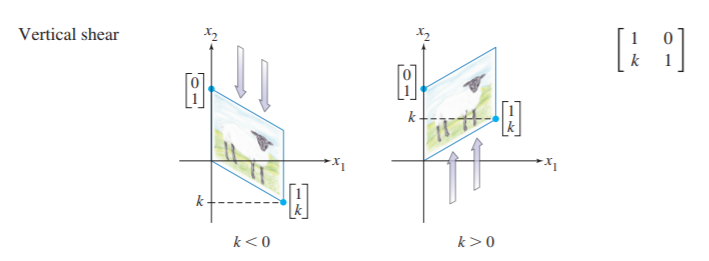 Vertical shear
x₂
[0
1]
k
[1
k]
x₁
k < 0
x₂
[0
1]
k
[1
k]
x₁
k > 0
[1 0
k 1]